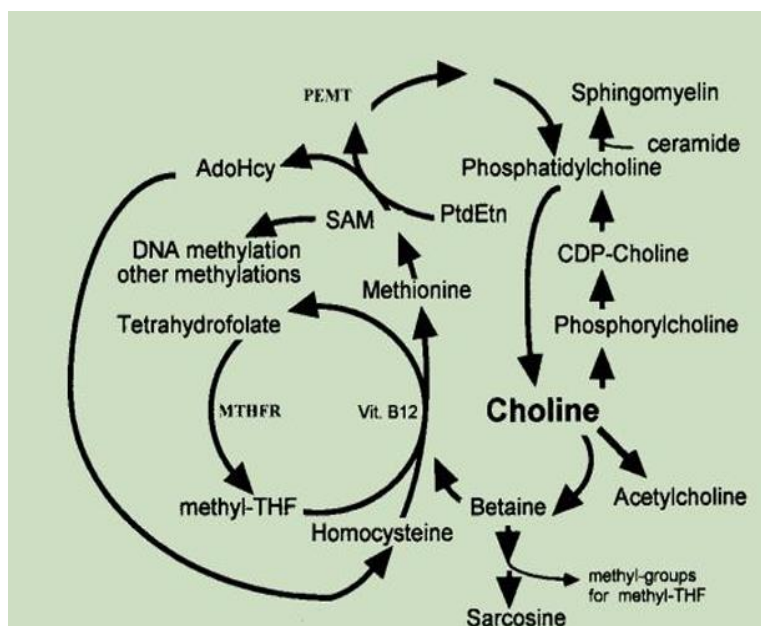 PEMT
Sphingomyelin
ceramide
AdoHcy
Phosphatidylcholine
SAM
PtdEtn
DNA methylation
other methylations
CDP-Choline
Methionine
Tetrahydrofolate
Phosphorylcholine
MTHFR
Vit. B12
Choline
methyl-THF
Betaine
Acetylcholine
Homocysteine
methyl-groups
for methyl-THF
Sarcosine